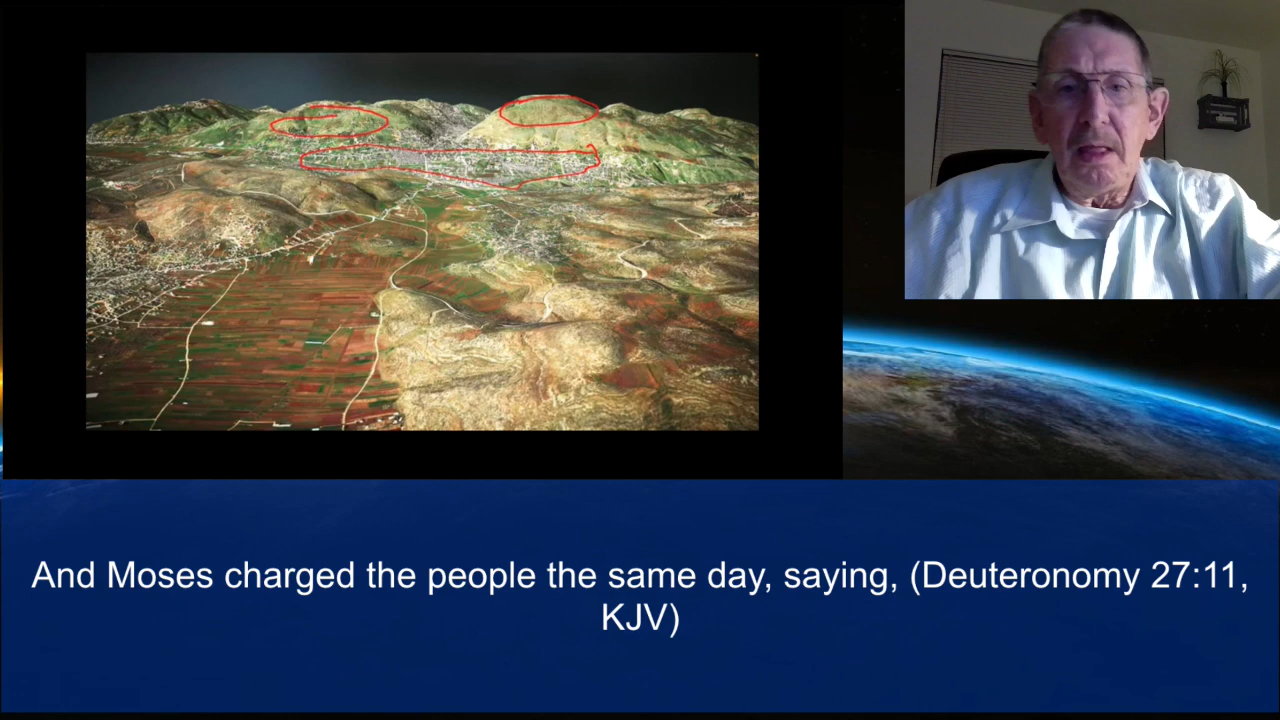 And Moses charged the people the same day, saying, (Deuteronomy 27:11,
KJV)